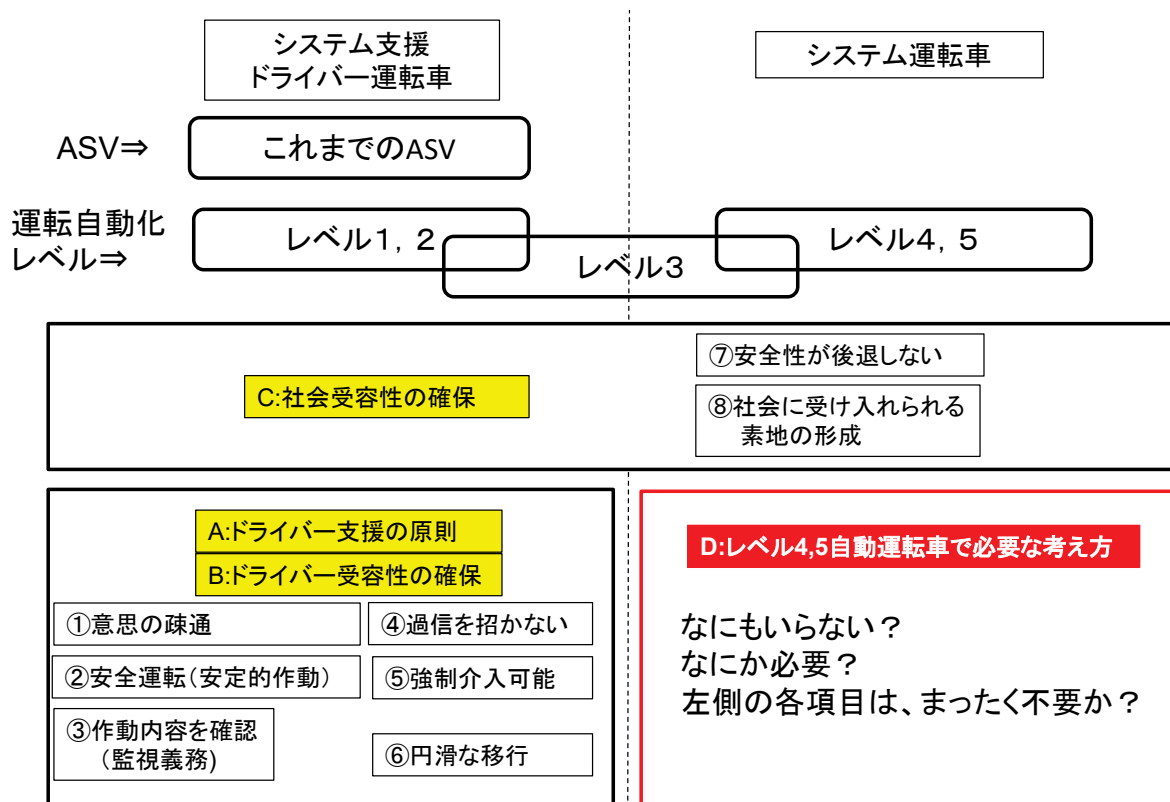 システム支援
ドライバー運転車
システム運転車
ASV⇒
これまでのASV
運転自動化
レベル⇒
レベル1，2
レベル3
レベル4，5
C:社会受容性の確保
⑦安全性が後退しない
⑧社会に受け入れられる
素地の形成
A:ドライバー支援の原則
B:ドライバー受容性の確保
①意思の疎通
②安全運転（安定的作動）
③作動内容を確認
（監視義務)
④過信を招かない
⑤強制介入可能
⑥円滑な移行
D:レベル4,5自動運転車で必要な考え方
なにもいらない？
なにか必要？
左側の各項目は、まったく不要か？